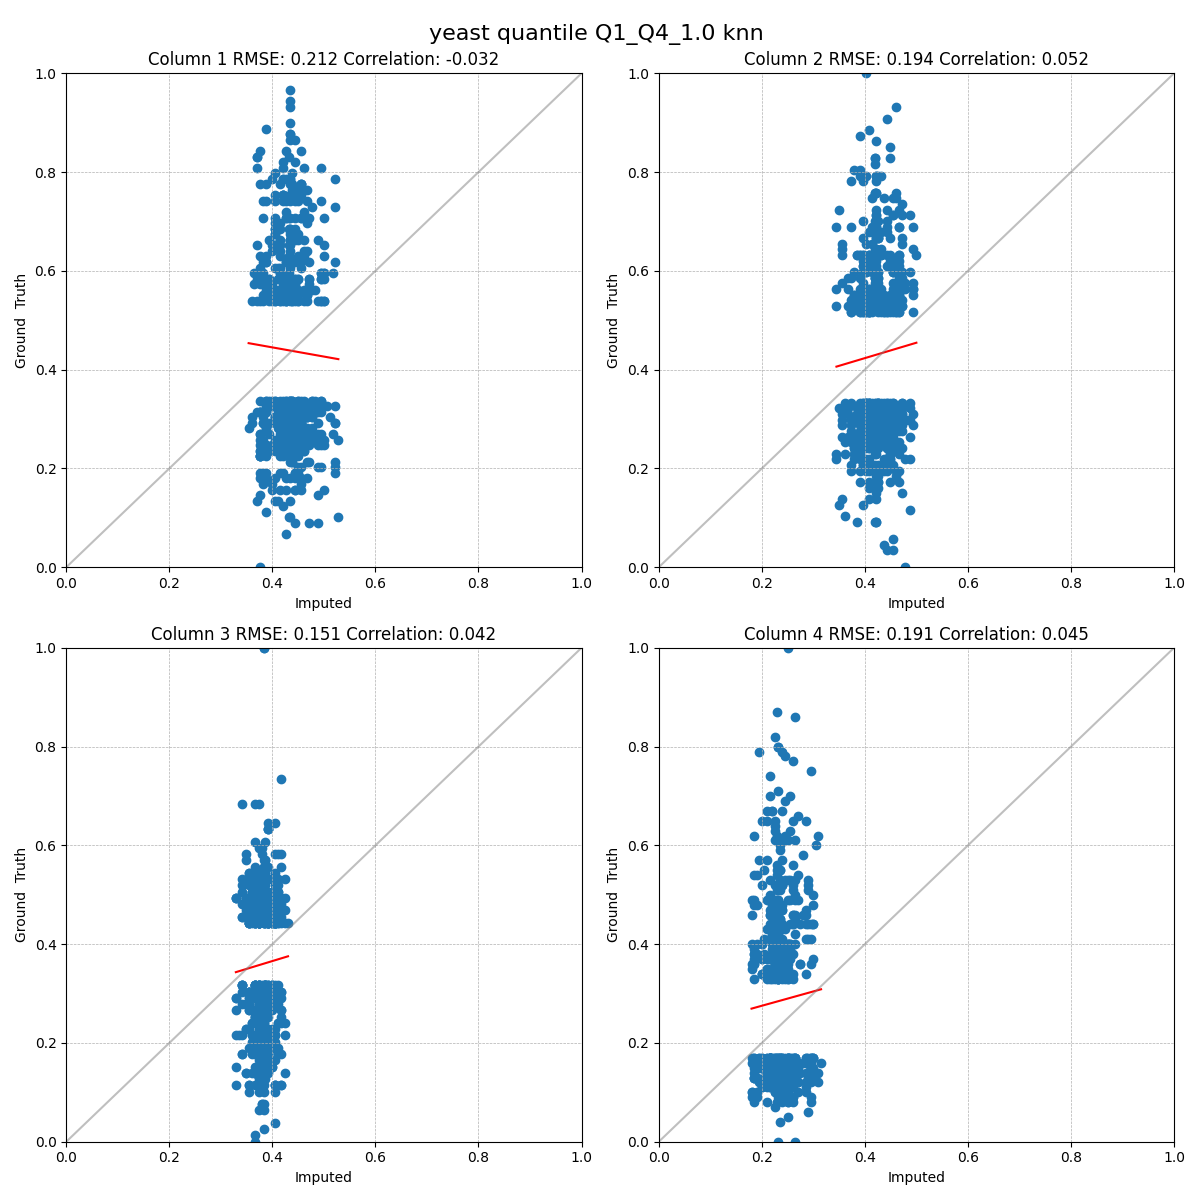 yeast quantile Q1_Q4_1.0 knn
Column 1 RMSE: 0.212 Correlation: -0.032
1.0
0.8
0.6
0.4
0.2
0.0
Ground Truth
0.0 0.2 0.4 0.6 0.8 1.0
Imputed
Column 2 RMSE: 0.194 Correlation: 0.052
1.0
0.8
0.6
0.4
0.2
0.0
Ground Truth
0.0 0.2 0.4 0.6 0.8 1.0
Imputed
Column 3 RMSE: 0.151 Correlation: 0.042
1.0
0.8
0.6
0.4
0.2
0.0
Ground Truth
0.0 0.2 0.4 0.6 0.8 1.0
Imputed
Column 4 RMSE: 0.191 Correlation: 0.045
1.0
0.8
0.6
0.4
0.2
0.0
Ground Truth
0.0 0.2 0.4 0.6 0.8 1.0
Imputed